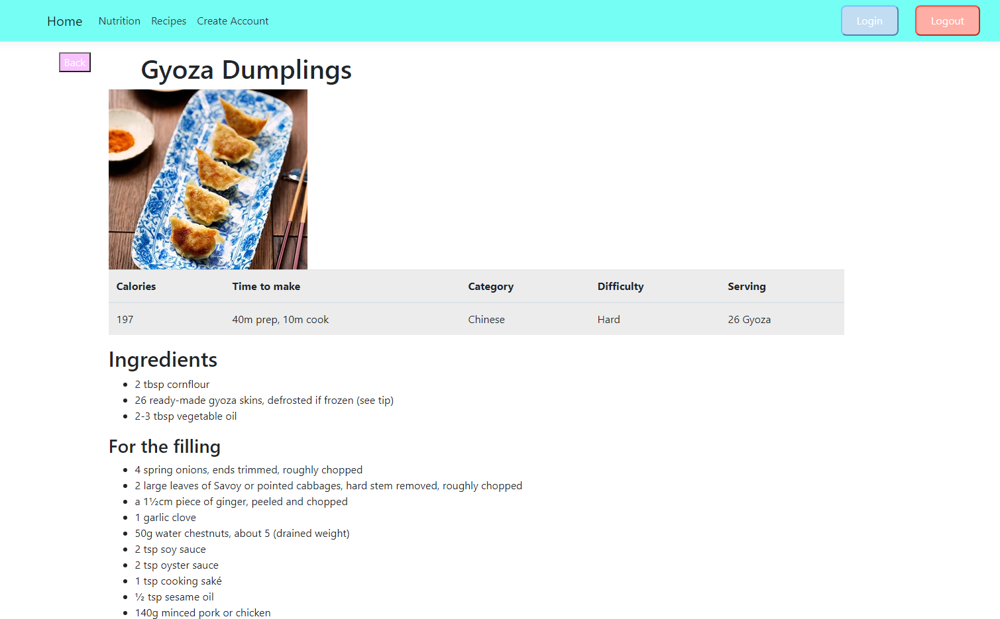 Home Nutrition Recipes Create Account Login Logout
Back
Gyoza Dumplings
Calories Time to make Category Difficulty Serving
197 40m prep, 10m cook Chinese Hard 26 Gyoza
Ingredients
2 tbsp cornflour
26 ready-made gyoza skins, defrosted if frozen (see tip)
2-3 tbsp vegetable oil
For the filling
4 spring onions, ends trimmed, roughly chopped
2 large leaves of Savoy or pointed cabbages, hard stem removed, roughly chopped
a 1½cm piece of ginger, peeled and chopped
1 garlic clove
50g water chestnuts, about 5 (drained weight)
2 tsp soy sauce
2 tsp oyster sauce
1 tsp cooking saké
½ tsp sesame oil
140g minced pork or chicken